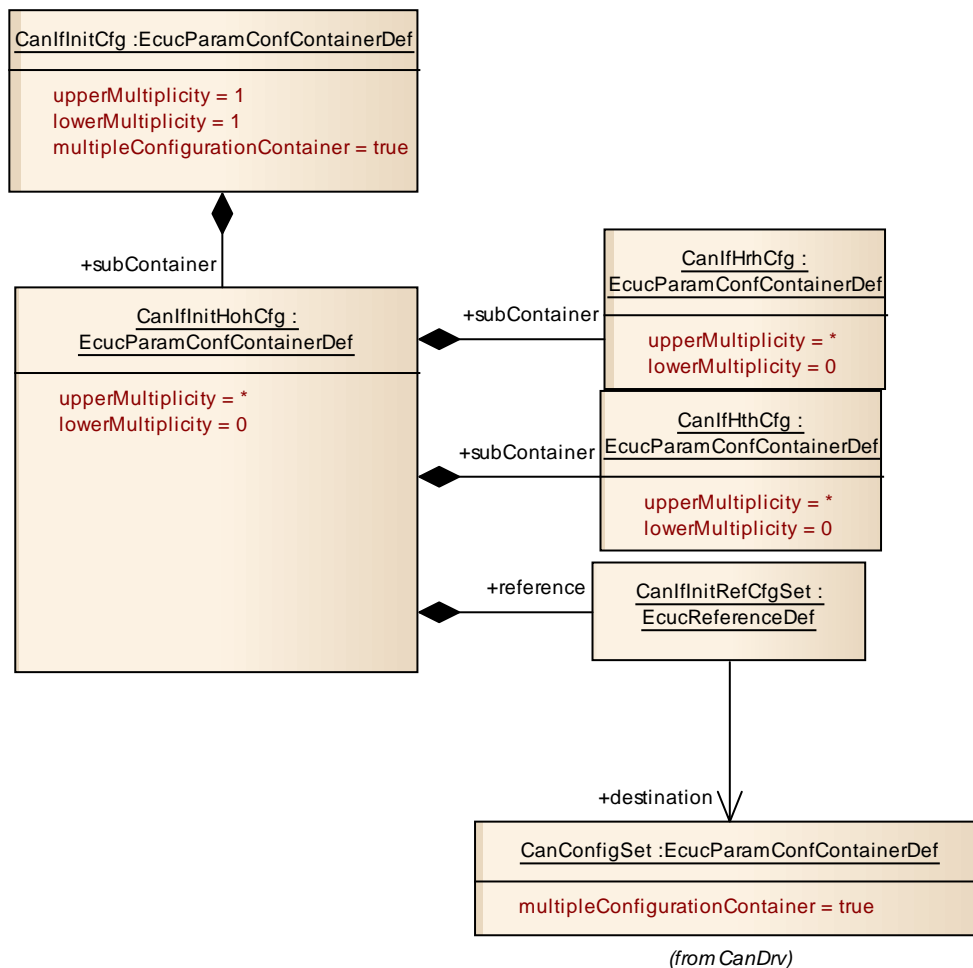 CanIfInitCfg :EcucParamConfContainerDef
upperMultiplicity = 1
lowerMultiplicity = 1
multipleConfigurationContainer = true
+subContainer
CanIfInitHohCfg :
EcucParamConfContainerDef
upperMultiplicity = *
lowerMultiplicity = 0
+subContainer
CanIfHrhCfg :
EcucParamConfContainerDef
upperMultiplicity = *
lowerMultiplicity = 0
+subContainer
CanIfHthCfg :
EcucParamConfContainerDef
upperMultiplicity = *
lowerMultiplicity = 0
+reference
CanIfInitRefCfgSet :
EcucReferenceDef
+destination
CanConfigSet :EcucParamConfContainerDef
multipleConfigurationContainer = true
(from CanDrv)